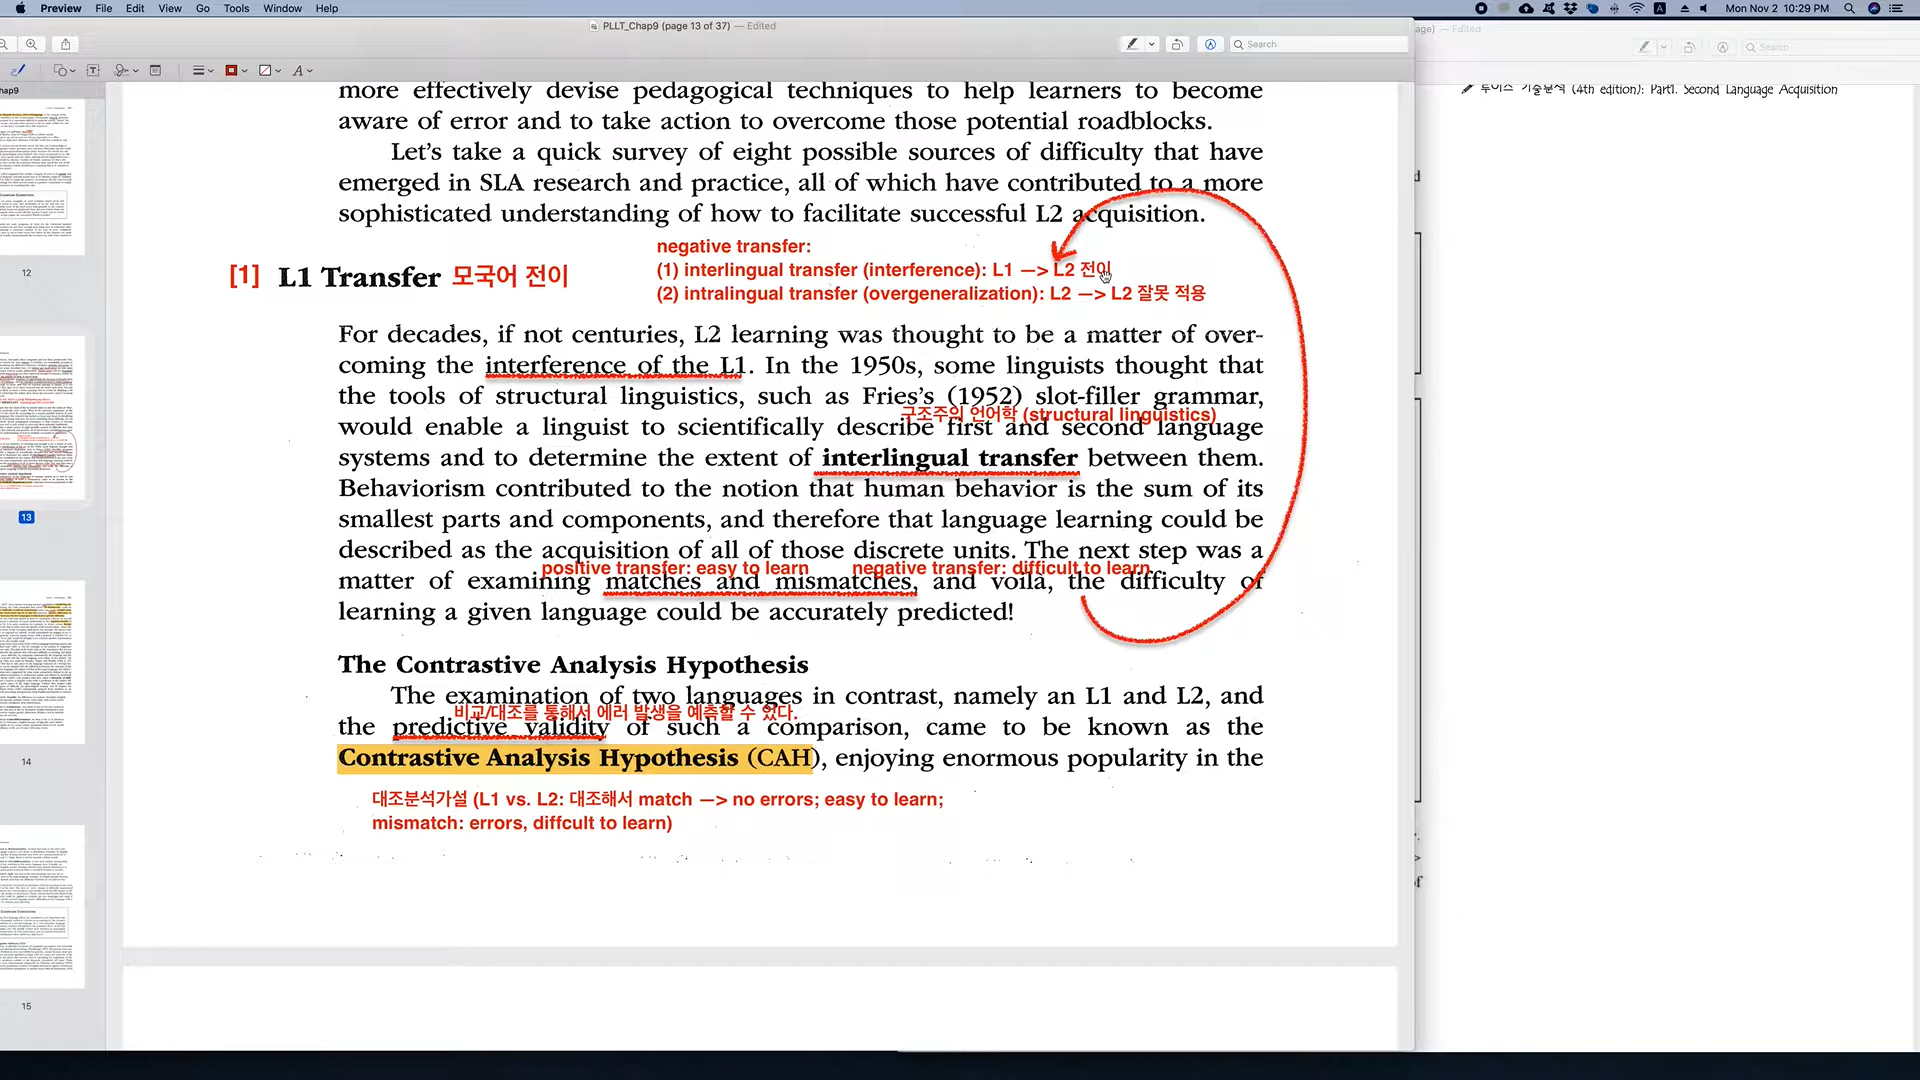 Preview File Edit View Go Tools Window Help
Mon Nov 2 10:29 PM
PLLT_Chap9 (page 13 of 37) — Edited
Search
age) — Edited
Search
hap9
12
13
14
15
more effectively devise pedagogical techniques to help learners to become
aware of error and to take action to overcome those potential roadblocks.
Let's take a quick survey of eight possible sources of difficulty that have
emerged in SLA research and practice, all of which have contributed to a more
sophisticated understanding of how to facilitate successful L2 acquisition.
negative transfer:
(1) interlingual transfer (interference): L1 —> L2 전이
(2) intralingual transfer (overgeneralization): L2 —> L2 잘못 적용
[1] L1 Transfer 모국어 전이
For decades, if not centuries, L2 learning was thought to be a matter of over-
coming the interference of the L1. In the 1950s, some linguists thought that
the tools of structural linguistics, such as Fries's (1952) slot-filler grammar,
구조주의 언어학 (structural linguistics)
would enable a linguist to scientifically describe first and second language
systems and to determine the extent of interlingual transfer between them.
Behaviorism contributed to the notion that human behavior is the sum of its
smallest parts and components, and therefore that language learning could be
described as the acquisition of all of those discrete units. The next step was a
positive transfer: easy to learn negative transfer: difficult to learn
matter of examining matches and mismatches, and voila, the difficulty of
learning a given language could be accurately predicted!
The Contrastive Analysis Hypothesis
The examination of two languages in contrast, namely an L1 and L2, and
비교/대조를 통해서 에러 발생을 예측할 수 있다.
the predictive validity of such a comparison, came to be known as the
Contrastive Analysis Hypothesis (CAH), enjoying enormous popularity in the
대조분석가설 (L1 vs. L2: 대조해서 match —> no errors; easy to learn;
mismatch: errors, diffcult to learn)
(4th edition): Part1. Second Language Acquisition